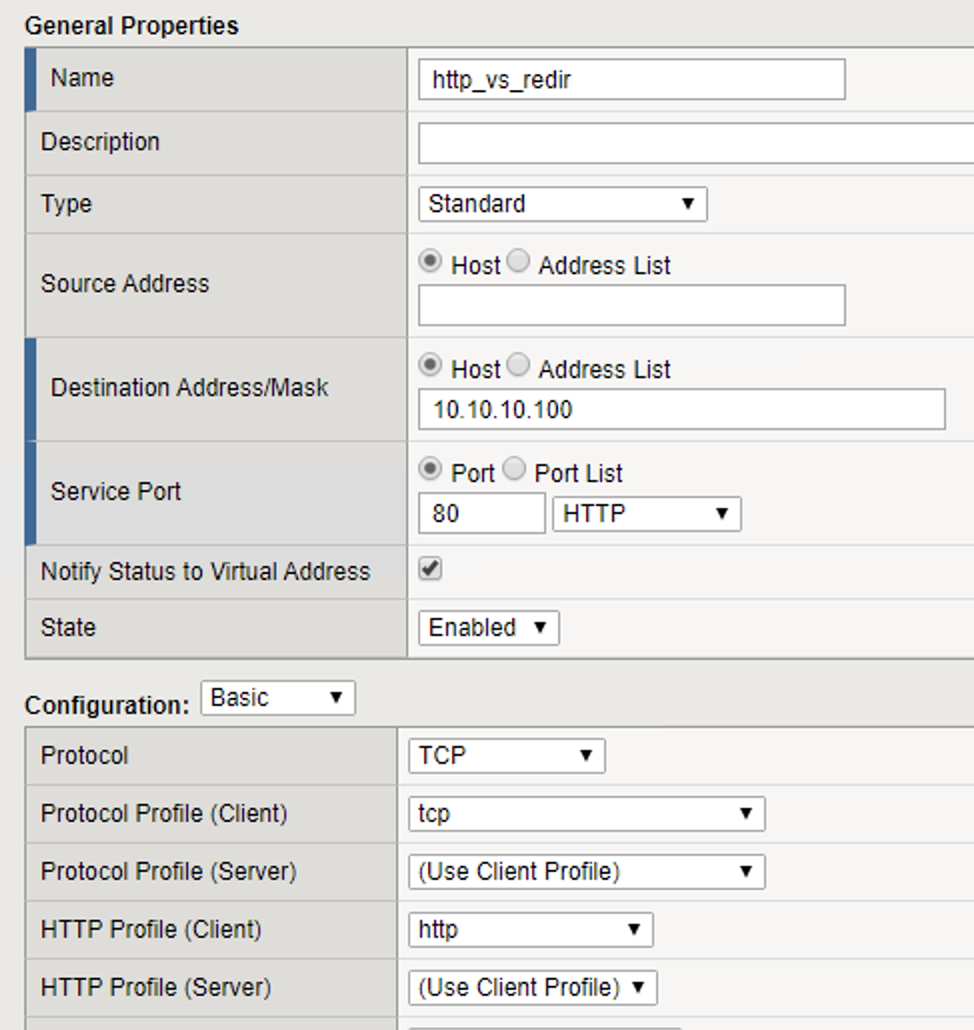 General Properties
Name http_vs_redir
Description
Type Standard
Source Address Host Address List
Destination Address/Mask Host Address List
10.10.10.100
Service Port Port Port List
80 HTTP
Notify Status to Virtual Address
State Enabled
Configuration: Basic
Protocol TCP
Protocol Profile (Client) tcp
Protocol Profile (Server) (Use Client Profile)
HTTP Profile (Client) http
HTTP Profile (Server) (Use Client Profile)